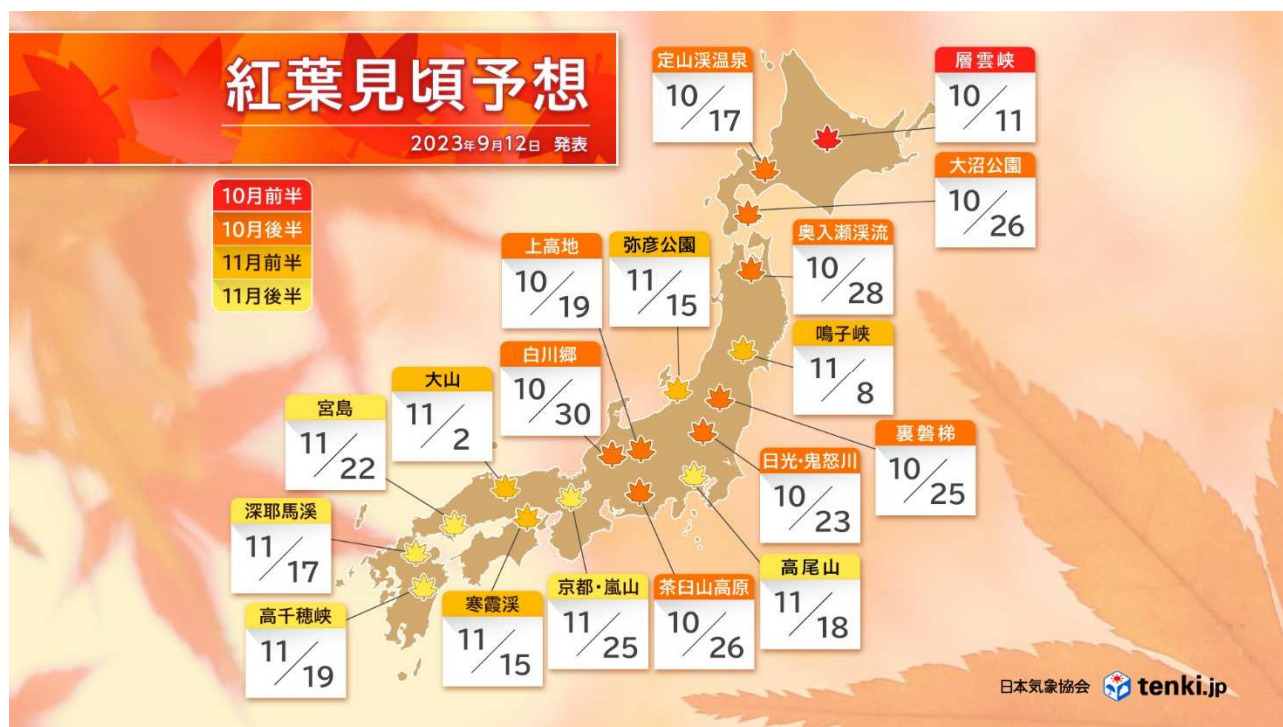 紅葉見頃予想
2023年9月12日 発表
10月前半
10月後半
11月前半
11月後半
定山渓温泉
10/17
層雲峡
10/11
大沼公園
10/26
奥入瀬渓流
10/28
上高地
10/19
弥彦公園
11/15
鳴子峡
11/8
白川郷
10/30
大山
11/2
宮島
11/22
裏磐梯
10/25
日光・鬼怒川
10/23
深耶馬溪
11/17
高千穂峡
11/19
寒霞渓
11/15
京都・嵐山
11/25
茶臼山高原
10/26
高尾山
11/18
日本気象協会 tenki.jp